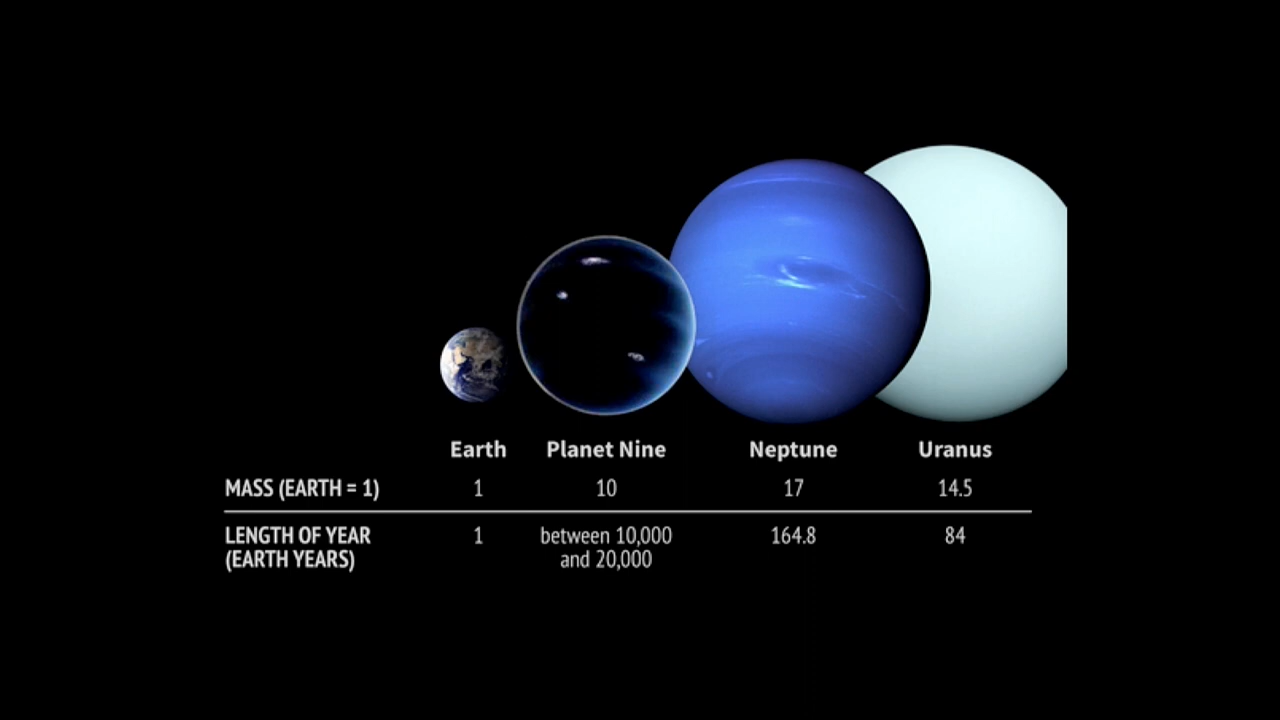 Earth Planet Nine Neptune Uranus
MASS (EARTH = 1) 1 10 17 14.5
LENGTH OF YEAR 1 between 10,000 164.8 84
(EARTH YEARS) and 20,000